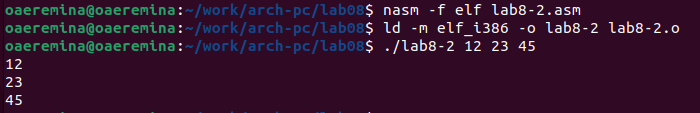 oaeremina@oaeremina:~/work/arch-pc/lab08$ nasm -f elf lab8-2.asm
oaeremina@oaeremina:~/work/arch-pc/lab08$ ld -m elf_i386 -o lab8-2 lab8-2.o
oaeremina@oaeremina:~/work/arch-pc/lab08$ ./lab8-2 12 23 45
12
23
45